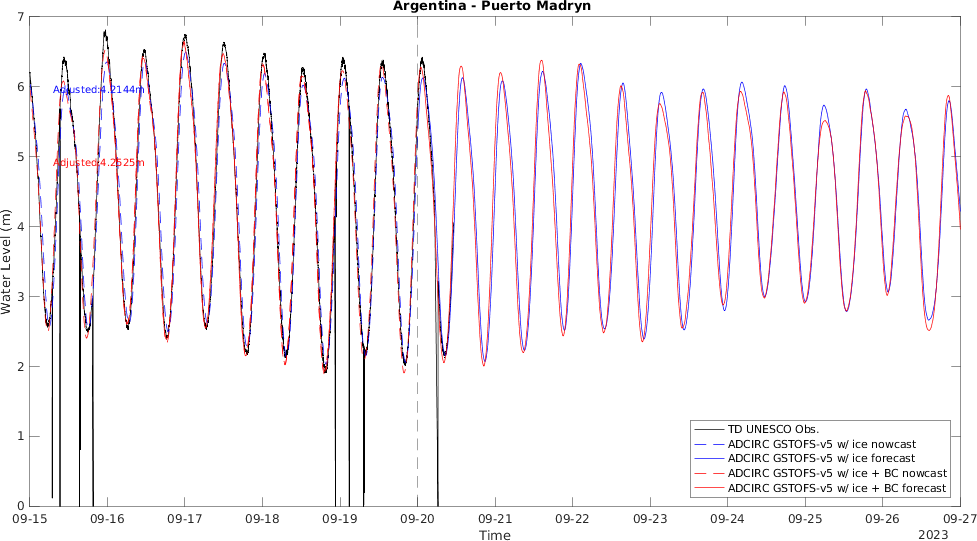 Argentina - Puerto Madryn
7
6
5
4
3
2
1
0
Water Level (m)
Adjusted:4.2144m
Adjusted:4.2525m
TD UNESCO Obs.
ADCIRC GSTOFS-v5 w/ ice nowcast
ADCIRC GSTOFS-v5 w/ ice forecast
ADCIRC GSTOFS-v5 w/ ice + BC nowcast
ADCIRC GSTOFS-v5 w/ ice + BC forecast
09-15 09-16 09-17 09-18 09-19 09-20 09-21 09-22 09-23 09-24 09-25 09-26 09-27
Time
2023